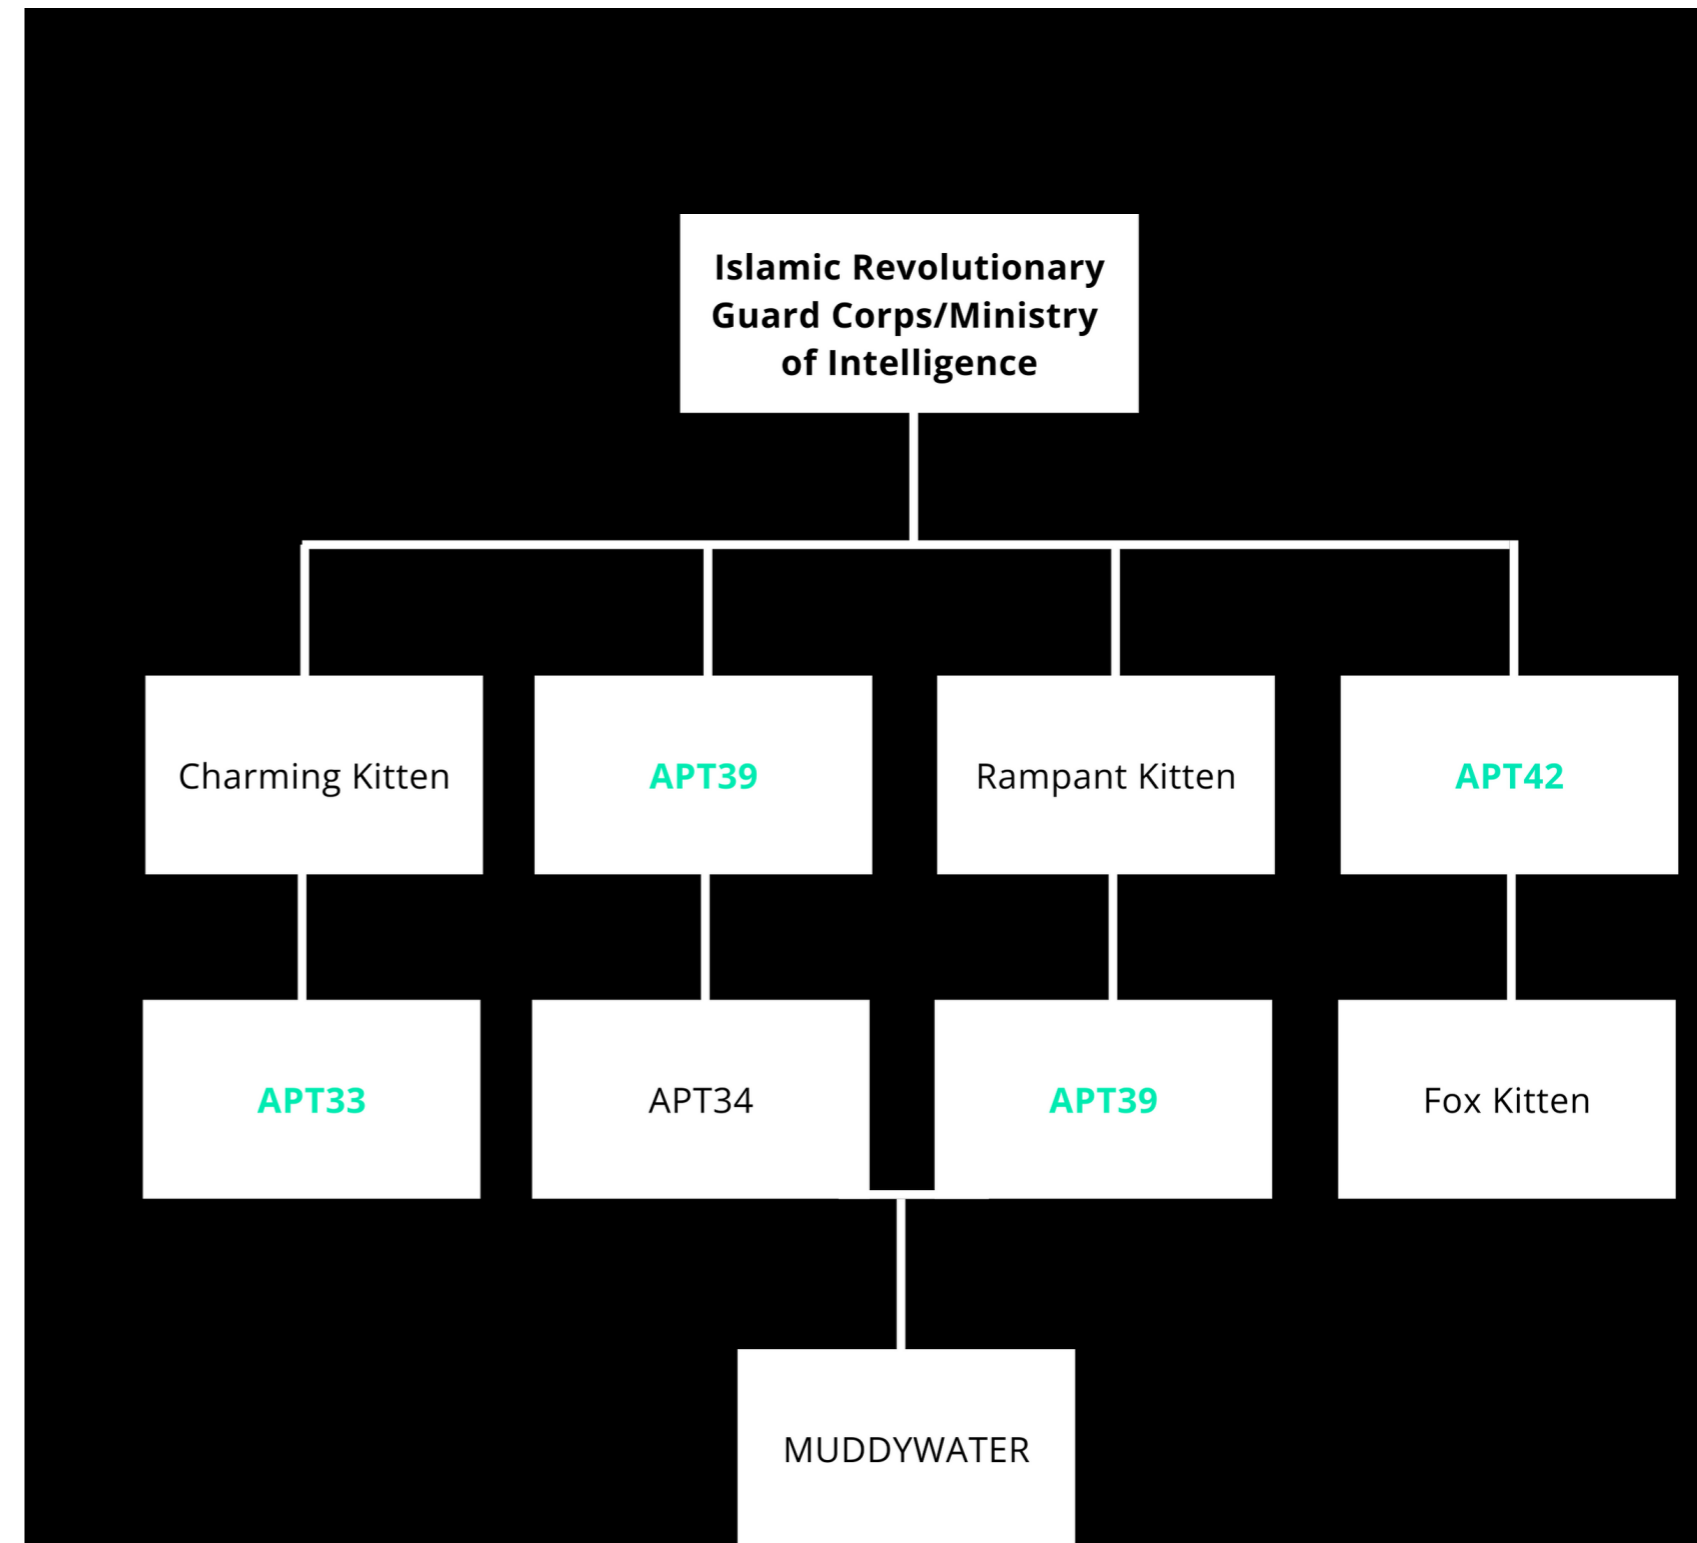 Islamic Revolutionary
Guard Corps/Ministry
of Intelligence
Charming Kitten
APT39
Rampant Kitten
APT42
APT33
APT34
APT39
Fox Kitten
MUDDYWATER